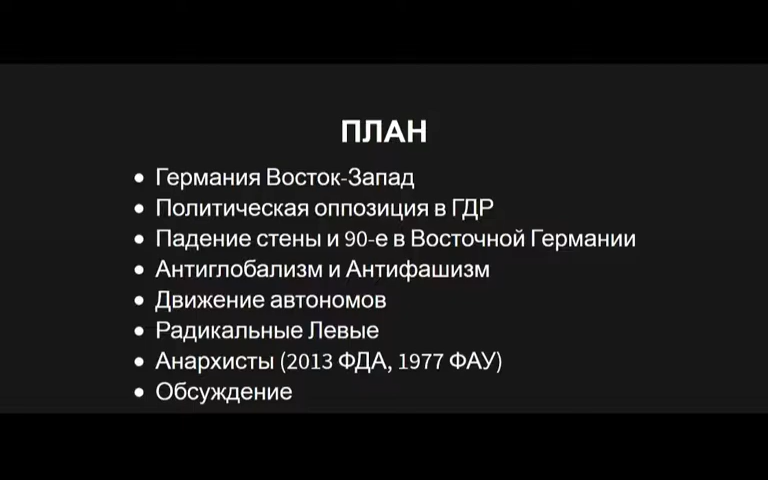 ПЛАН
• Германия Восток-Запад
• Политическая оппозиция в ГДР
• Падение стены и 90-е в Восточной Германии
• Антиглобализм и Антифашизм
• Движение автономов
• Радикальные Левые
• Анархисты (2013 ФДА, 1977 ФАУ)
• Обсуждение